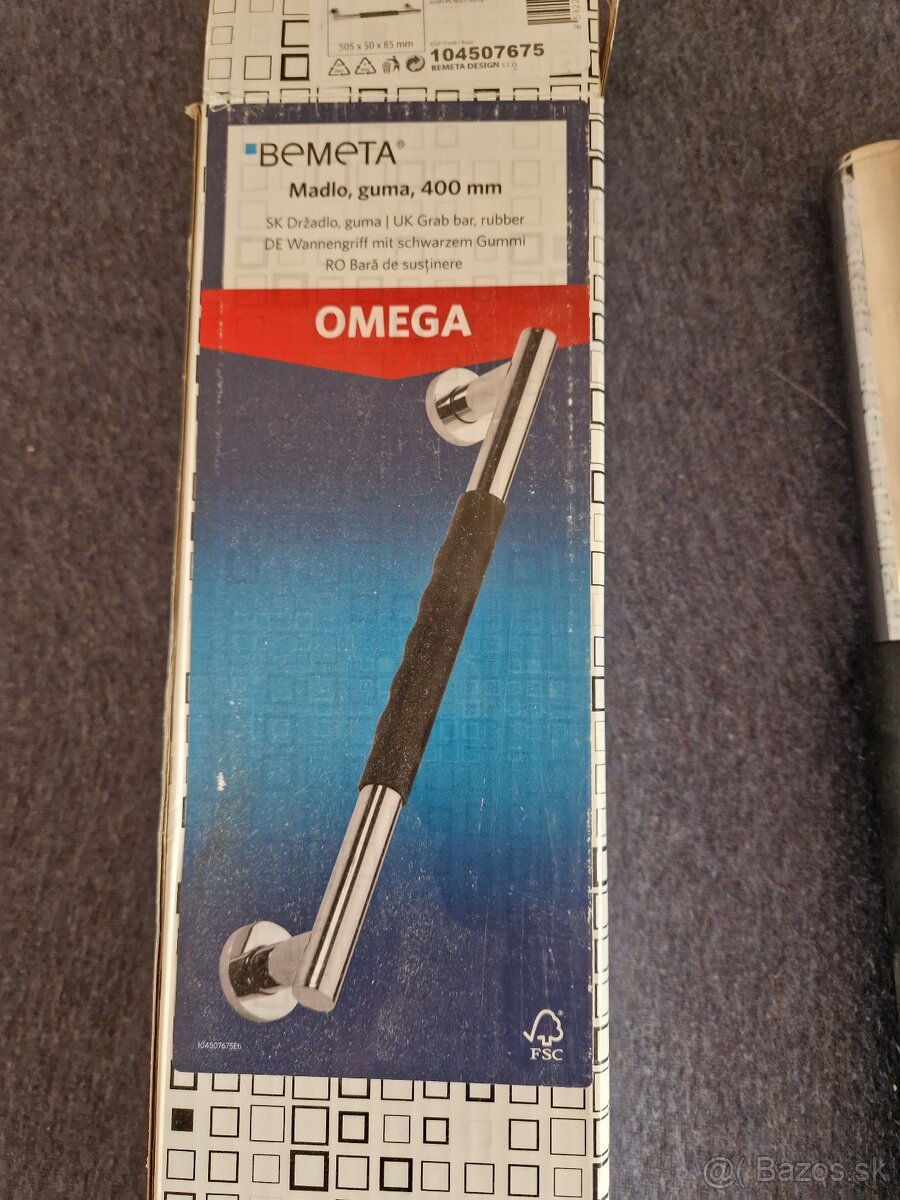 505 x 50 x 85 mm
104507675
BEMETA DESIGN s.r.o.
BEMETA®
Madlo, guma, 400 mm
SK Držadlo, guma | UK Grab bar, rubber
DE Wannengriff mit schwarzem Gummi
RO Bară de susținere
OMEGA
FSC
@( Bazos.sk